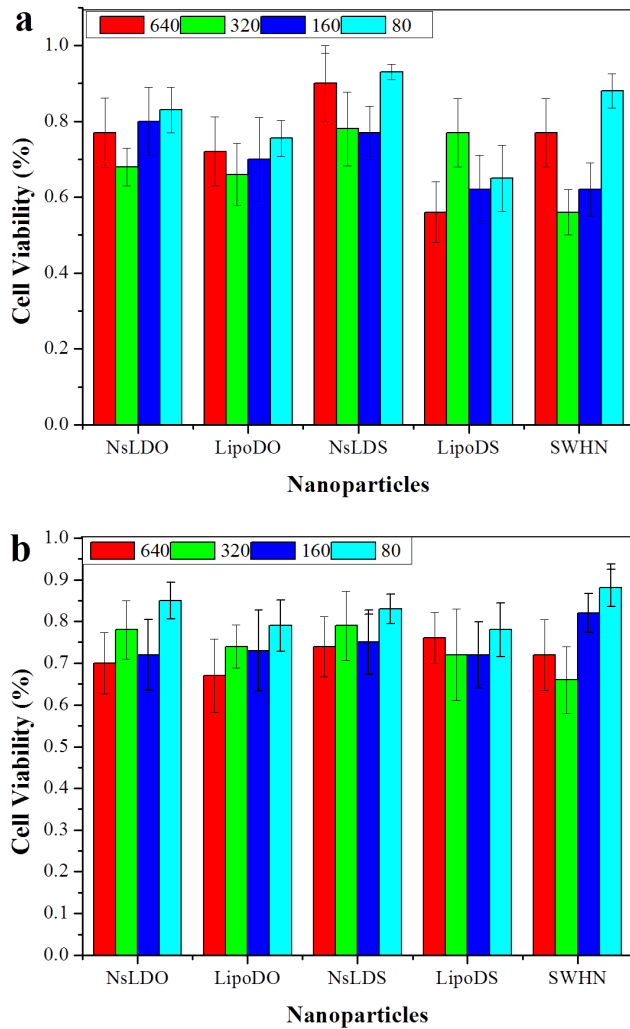 a
640 320 160 80
1.0
0.8
0.6
0.4
0.2
0.0
Cell Viability (%)
NsLDO LipoDO NsLDS LipoDS SWHN
Nanoparticles
b
640 320 160 80
1.0
0.9
0.8
0.7
0.6
0.5
0.4
0.3
0.2
0.1
0.0
Cell Viability (%)
NsLDO LipoDO NsLDS LipoDS SWHN
Nanoparticles